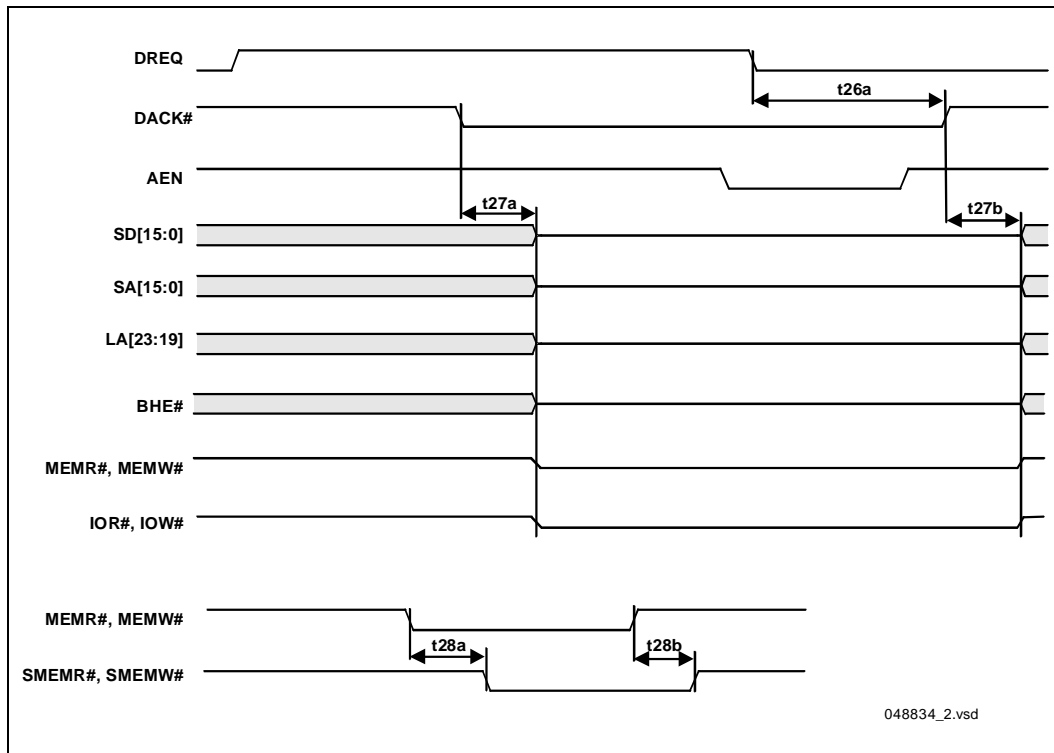 DREQ
t26a
DACK#
AEN
t27a
t27b
SD[15:0]
SA[15:0]
LA[23:19]
BHE#
MEMR#, MEMW#
IOR#, IOW#
MEMR#, MEMW#
t28a
t28b
SMEMR#, SMEMW#
048834_2.vsd